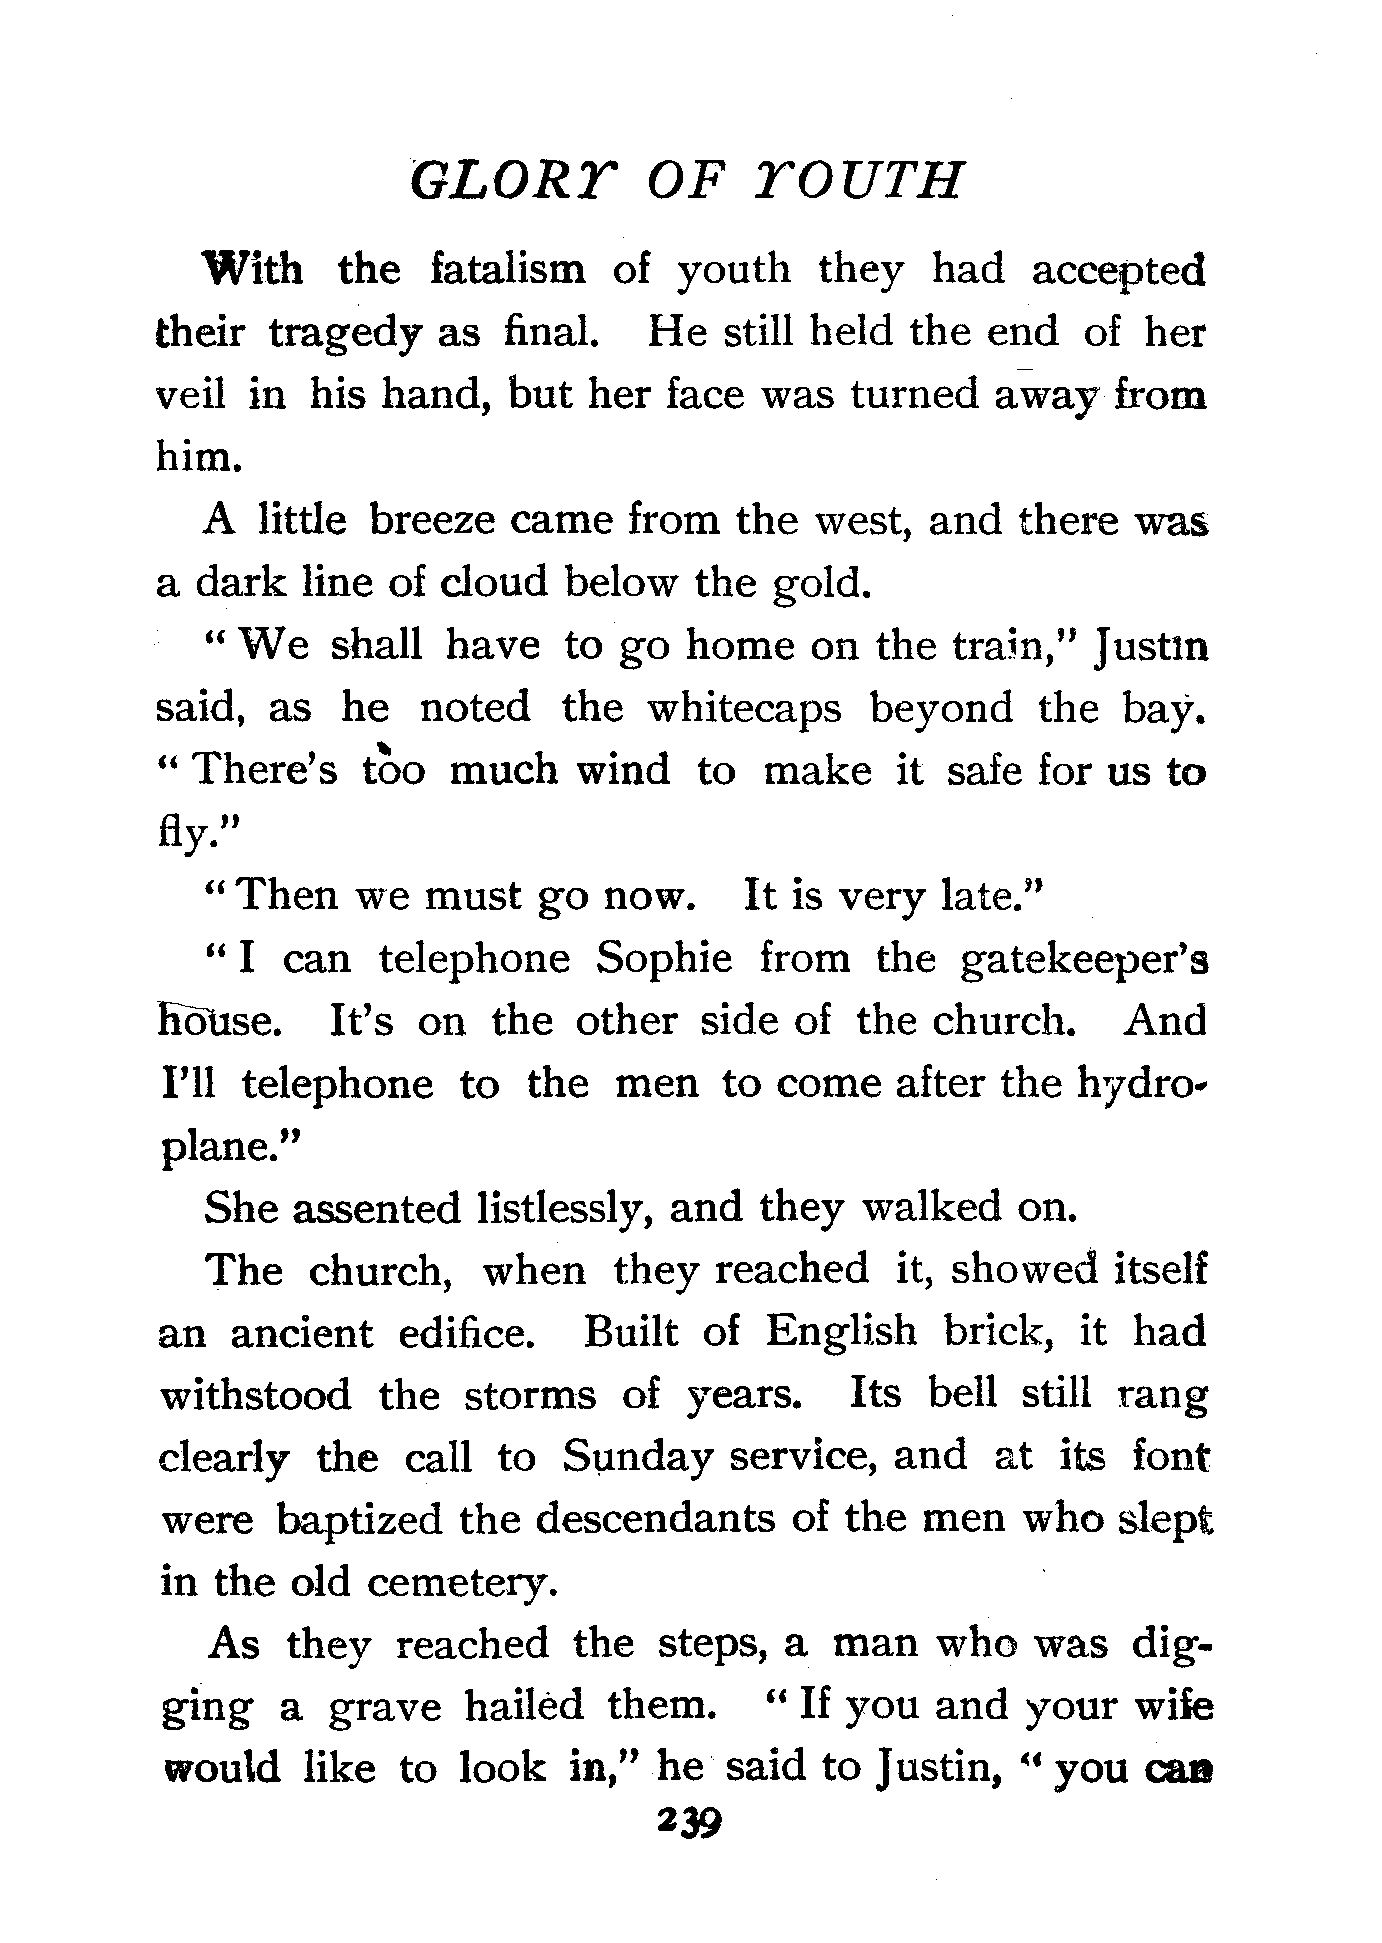 GLORY OF YOUTH
With the fatalism of youth they had accepted
their tragedy as final. He still held the end of her
veil in his hand, but her face was turned away from
him.
A little breeze came from the west, and there was
a dark line of cloud below the gold.
" We shall have to go home on the train," Justin
said, as he noted the whitecaps beyond the bay.
" There's too much wind to make it safe for us to
fly."
" Then we must go now. It is very late."
" I can telephone Sophie from the gatekeeper's
house. It's on the other side of the church. And
I'll telephone to the men to come after the hydro-
plane."
She assented listlessly, and they walked on.
The church, when they reached it, showed itself
an ancient edifice. Built of English brick, it had
withstood the storms of years. Its bell still rang
clearly the call to Sunday service, and at its font
were baptized the descendants of the men who slept
in the old cemetery.
As they reached the steps, a man who was dig-
ging a grave hailed them. " If you and your wife
would like to look in," he said to Justin, " you can
239